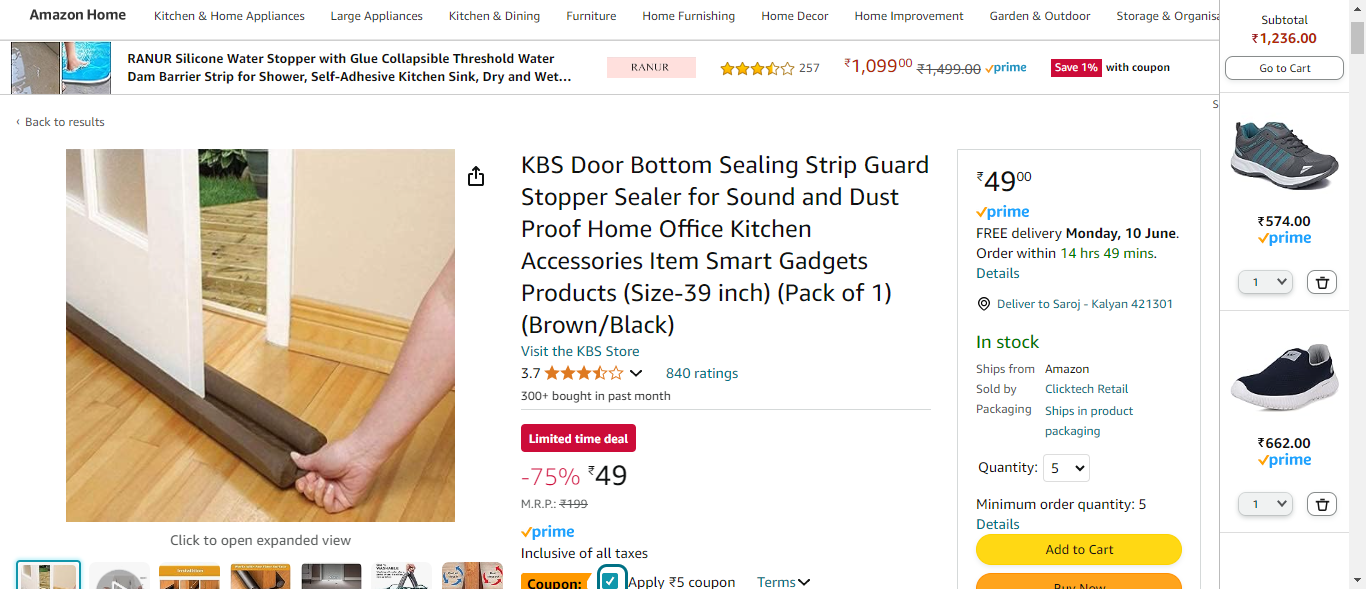 Amazon Home
Kitchen & Home Appliances
Large Appliances
Kitchen & Dining
Furniture
Home Furnishing
Home Decor
Home Improvement
Garden & Outdoor
Storage & Organisa
RANUR Silicone Water Stopper with Glue Collapsible Threshold Water
Dam Barrier Strip for Shower, Self-Adhesive Kitchen Sink, Dry and Wet...
RANUR
257
₹1,09900
₹1,499.00
prime
Save 1% with coupon
S
‹ Back to results
Click to open expanded view
KBS Door Bottom Sealing Strip Guard
Stopper Sealer for Sound and Dust
Proof Home Office Kitchen
Accessories Item Smart Gadgets
Products (Size-39 inch) (Pack of 1)
(Brown/Black)
Visit the KBS Store
3.7
840 ratings
300+ bought in past month
Limited time deal
-75% ₹49
M.R.P.: ₹199
prime
Inclusive of all taxes
Coupon: Apply ₹5 coupon Terms
₹4900
prime
FREE delivery Monday, 10 June.
Order within 14 hrs 49 mins.
Details
Deliver to Saroj - Kalyan 421301
In stock
Ships from Amazon
Sold by Clicktech Retail
Packaging Ships in product
packaging
Quantity: 5
Minimum order quantity: 5
Details
Add to Cart
Buy Now
Subtotal
₹1,236.00
Go to Cart
₹574.00
prime
1
₹662.00
prime
1